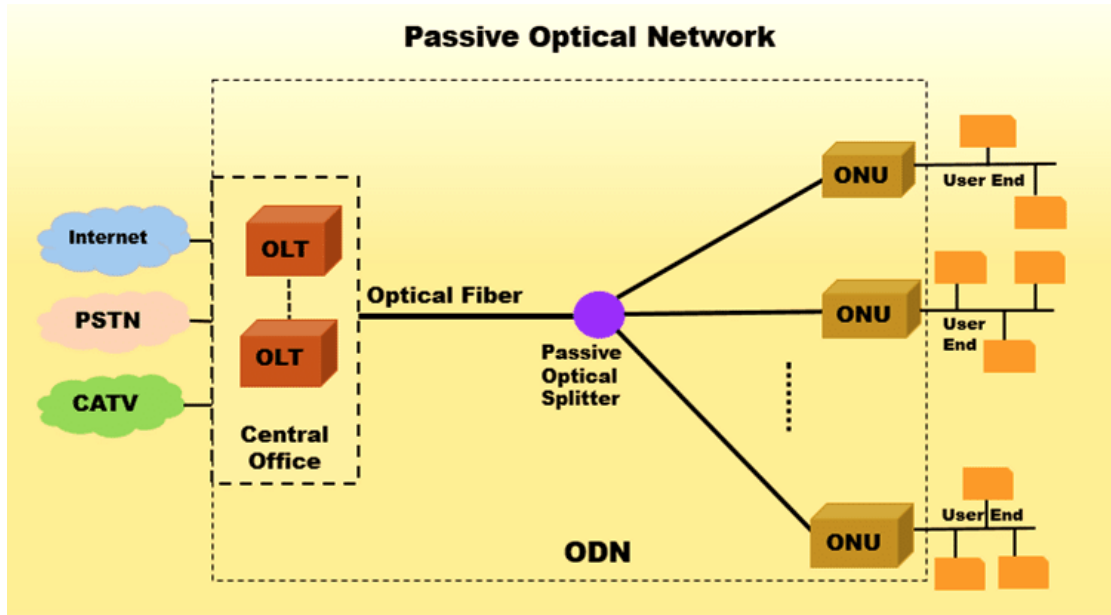 Passive Optical Network
Internet
PSTN
CATV
OLT
OLT
Central
Office
Optical Fiber
Passive
Optical
Splitter
ONU
User End
ONU
User
End
ONU
User End
ODN